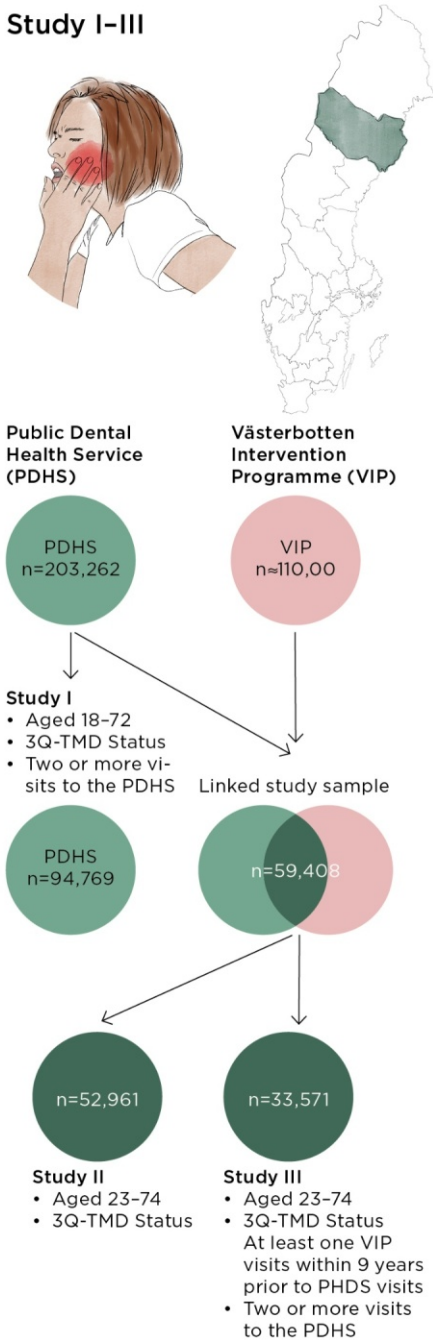 Study I–III
Public Dental
Health Service
(PDHS)
Västerbotten
Intervention
Programme (VIP)
PDHS
n=203,262
VIP
n≈110,00
Study I
• Aged 18–72
• 3Q-TMD Status
• Two or more vi-
sits to the PDHS
Linked study sample
PDHS
n=94,769
n=59,408
n=52,961
n=33,571
Study II
• Aged 23–74
• 3Q-TMD Status
Study III
• Aged 23–74
• 3Q-TMD Status
At least one VIP
visits within 9 years
prior to PHDS visits
• Two or more visits
to the PDHS